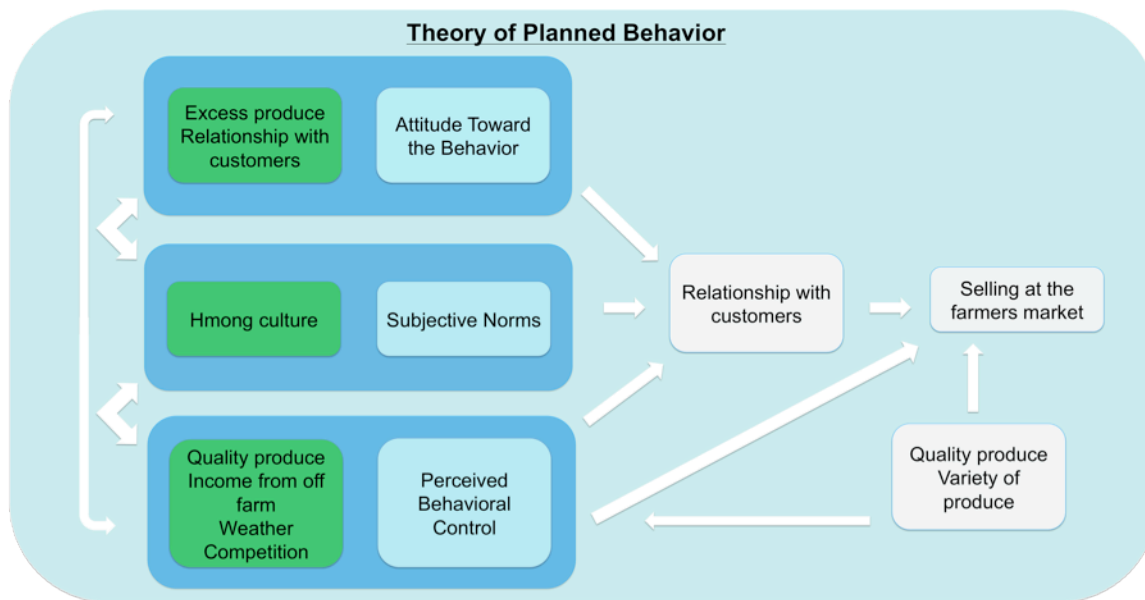 Theory of Planned Behavior
Excess produce
Relationship with
customers
Attitude Toward
the Behavior
Hmong culture
Subjective Norms
Quality produce
Income from off
farm
Weather
Competition
Perceived
Behavioral
Control
Relationship with
customers
Selling at the
farmers market
Quality produce
Variety of
produce